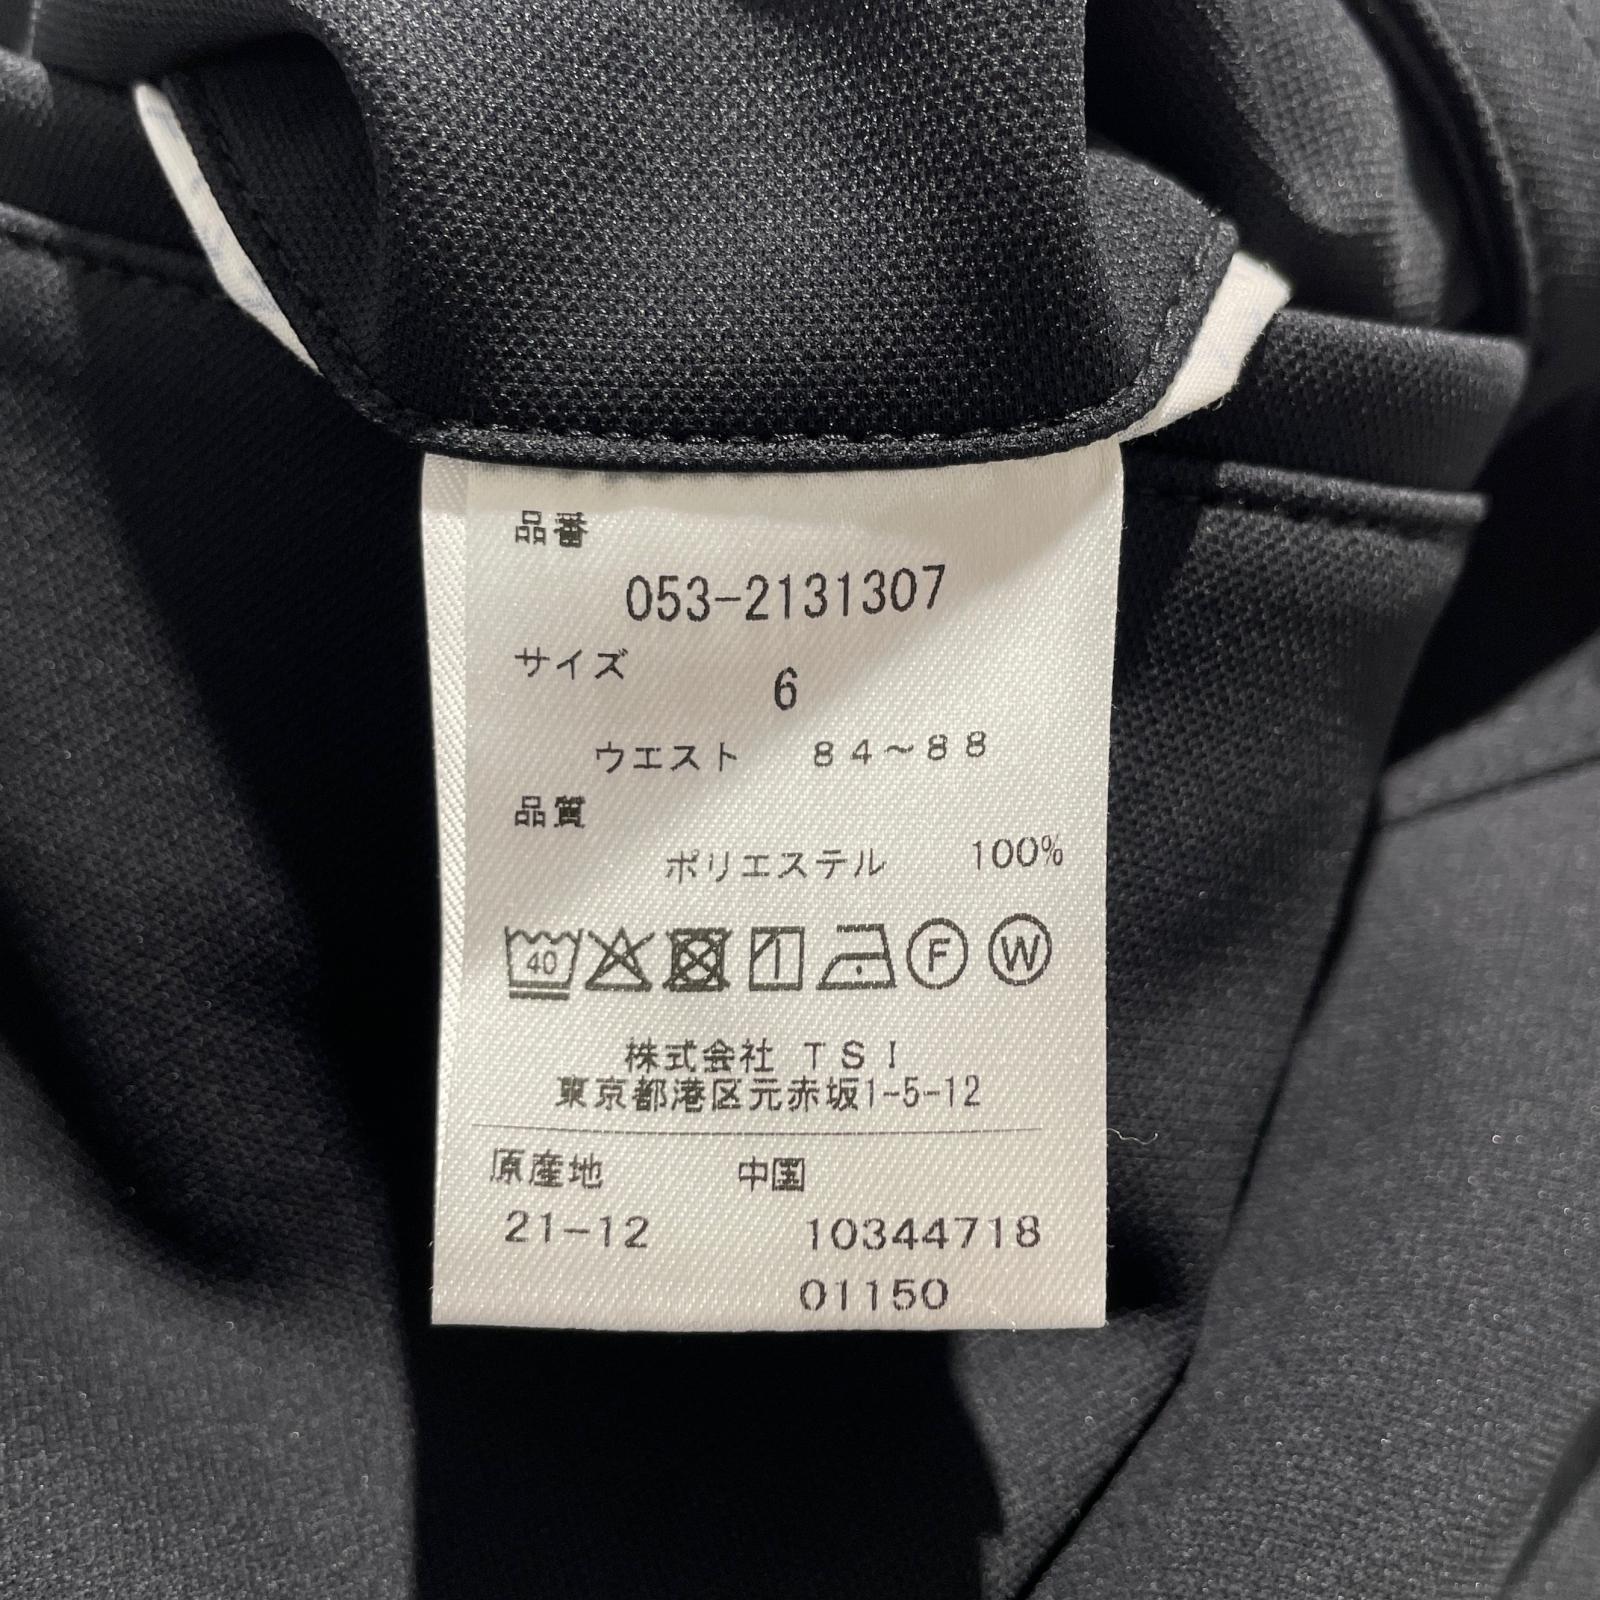 品番
053-2131307
サイズ
6
ウエスト 84～88
品質
ポリエステル 100%
40 F W
株式会社 TSI
東京都港区元赤坂1-5-12
原産地 中国
21-12 10344718
01150